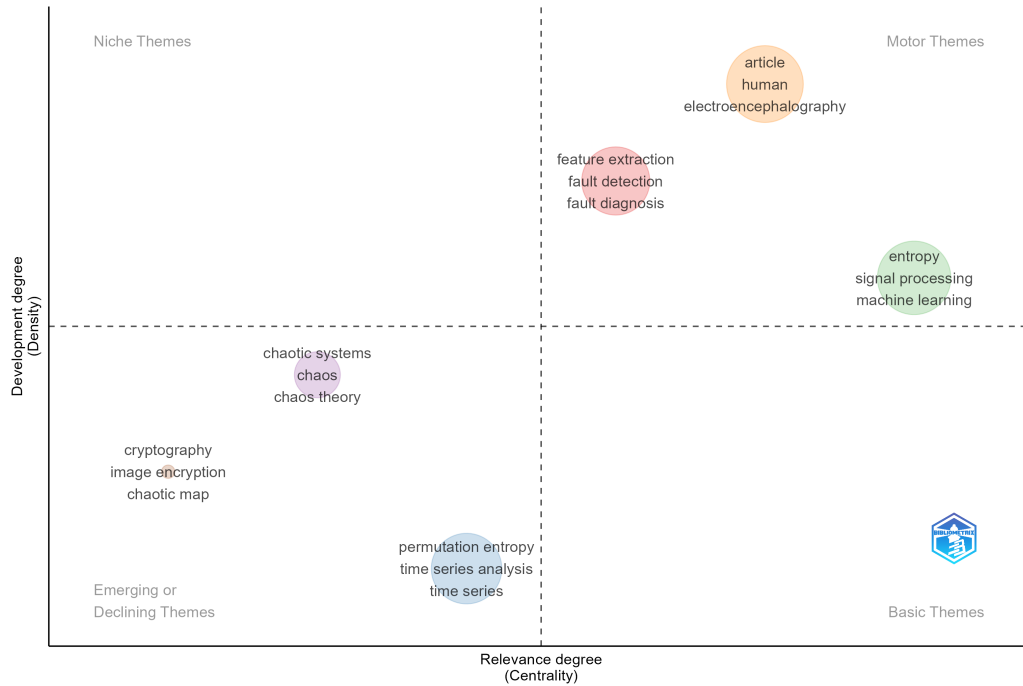 Niche Themes
Motor Themes
article
human
electroencephalography
feature extraction
fault detection
fault diagnosis
entropy
signal processing
machine learning
chaotic systems
chaos
chaos theory
cryptography
image encryption
chaotic map
permutation entropy
time series analysis
time series
Emerging or
Declining Themes
Basic Themes
BIBLIOMETRIX
Development degree
(Density)
Relevance degree
(Centrality)